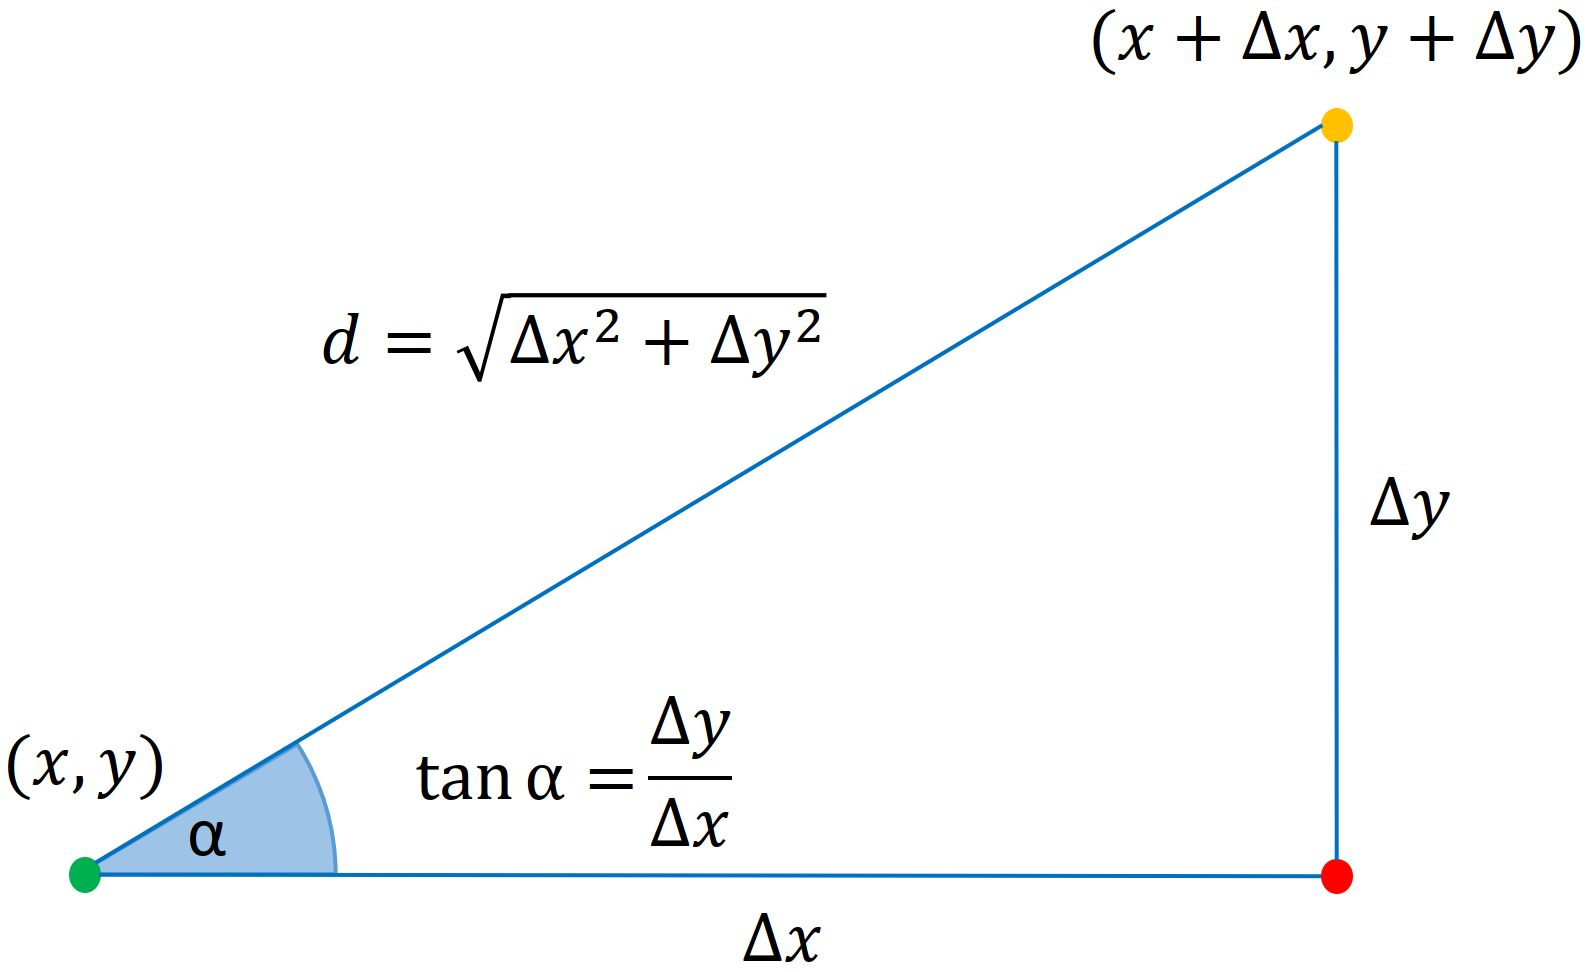 (x + Δx, y + Δy)
d = √(Δx² + Δy²)
Δy
(x, y)
tan α = Δy/Δx
α
Δx